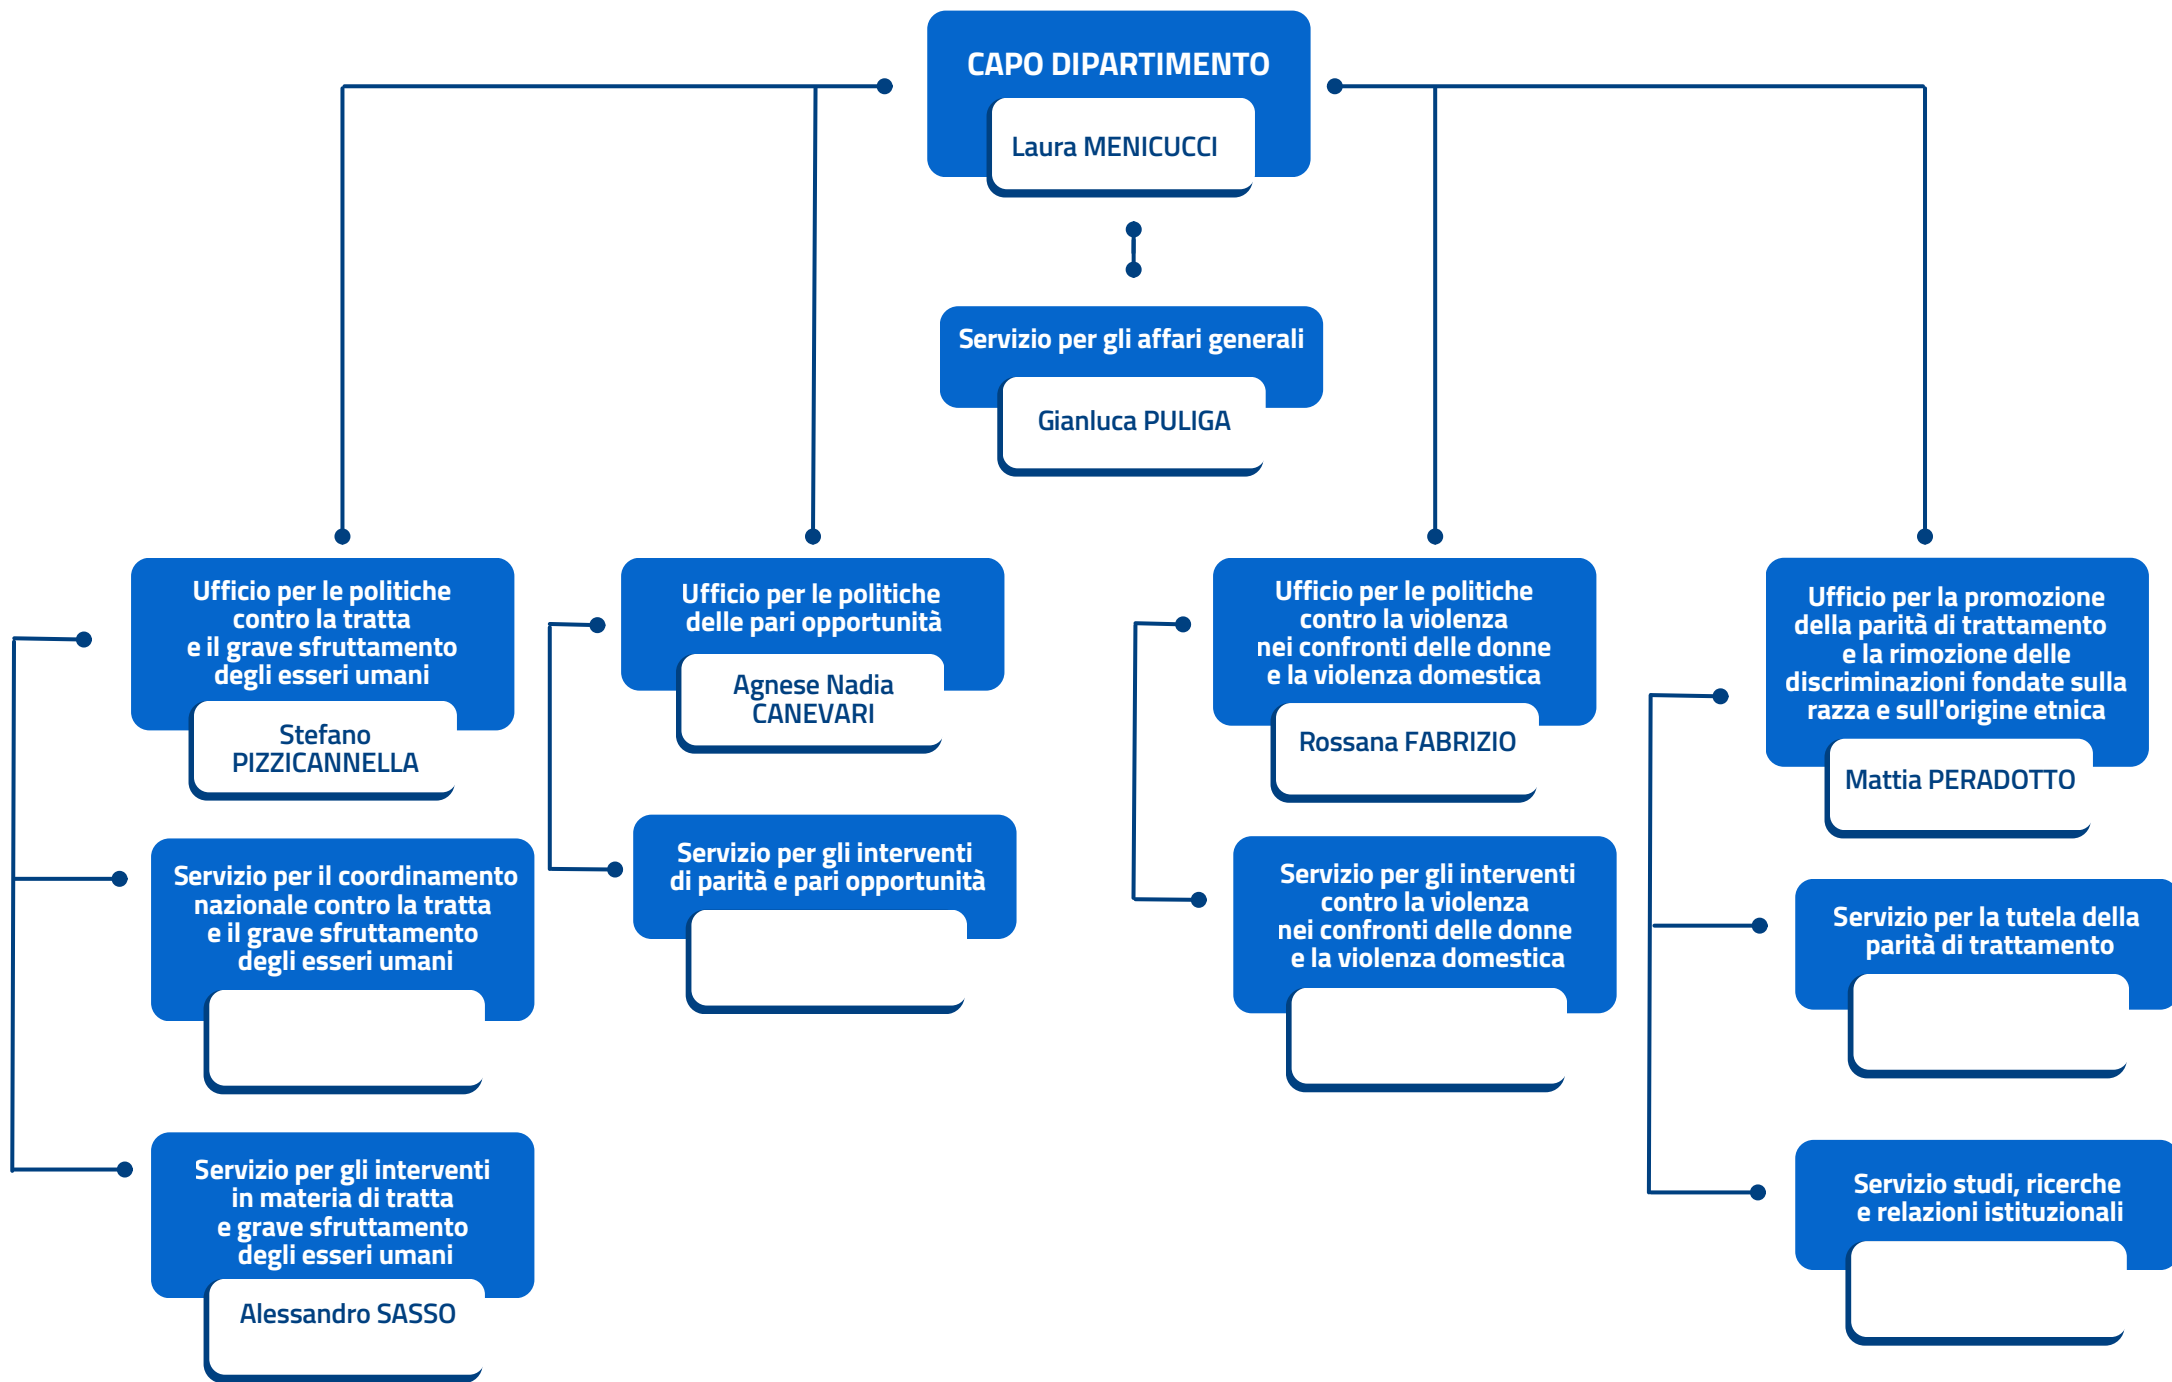 CAPO DIPARTIMENTO
Laura MENICUCCI
Servizio per gli affari generali
Gianluca PULIGA
Ufficio per le politiche
contro la tratta
e il grave sfruttamento
degli esseri umani
Stefano
PIZZICANNELLA
Servizio per il coordinamento
nazionale contro la tratta
e il grave sfruttamento
degli esseri umani
Servizio per gli interventi
in materia di tratta
e grave sfruttamento
degli esseri umani
Alessandro SASSO
Ufficio per le politiche
delle pari opportunità
Agnese Nadia
CANEVARI
Servizio per gli interventi
di parità e pari opportunità
Ufficio per le politiche
contro la violenza
nei confronti delle donne
e la violenza domestica
Rossana FABRIZIO
Servizio per gli interventi
contro la violenza
nei confronti delle donne
e la violenza domestica
Ufficio per la promozione
della parità di trattamento
e la rimozione delle
discriminazioni fondate sulla
razza e sull'origine etnica
Mattia PERADOTTO
Servizio per la tutela della
parità di trattamento
Servizio studi, ricerche
e relazioni istituzionali